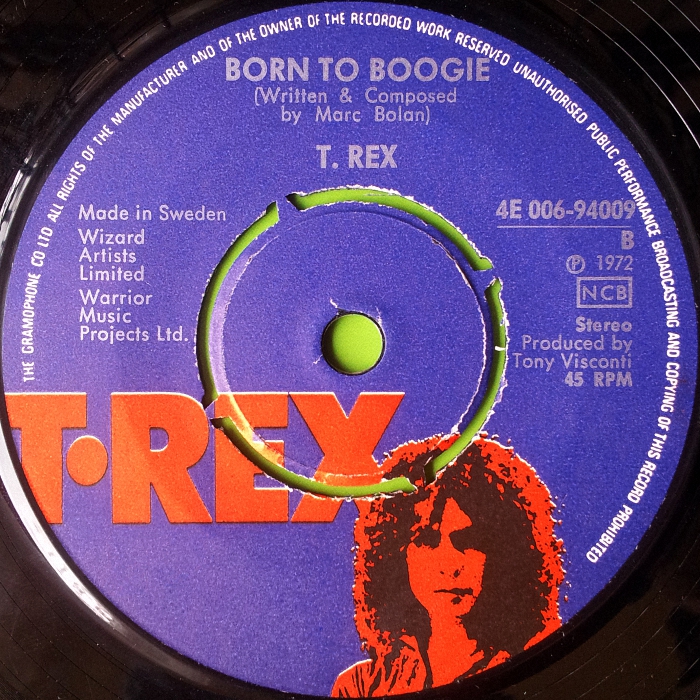 THE GRAMOPHONE CO LTD ALL RIGHTS OF THE MANUFACTURER AND OF THE OWNER OF THE RECORDED WORK RESERVED UNAUTHORISED PUBLIC PERFORMANCE BROADCASTING AND COPYING OF THIS RECORD PROHIBITED
BORN TO BOOGIE
(Written & Composed
by Marc Bolan)
T. REX
Made in Sweden
Wizard
Artists
Limited
Warrior
Music
Projects Ltd.
4E 006-94009
B
℗ 1972
NCB
Stereo
Produced by
Tony Visconti
45 RPM
T·REX